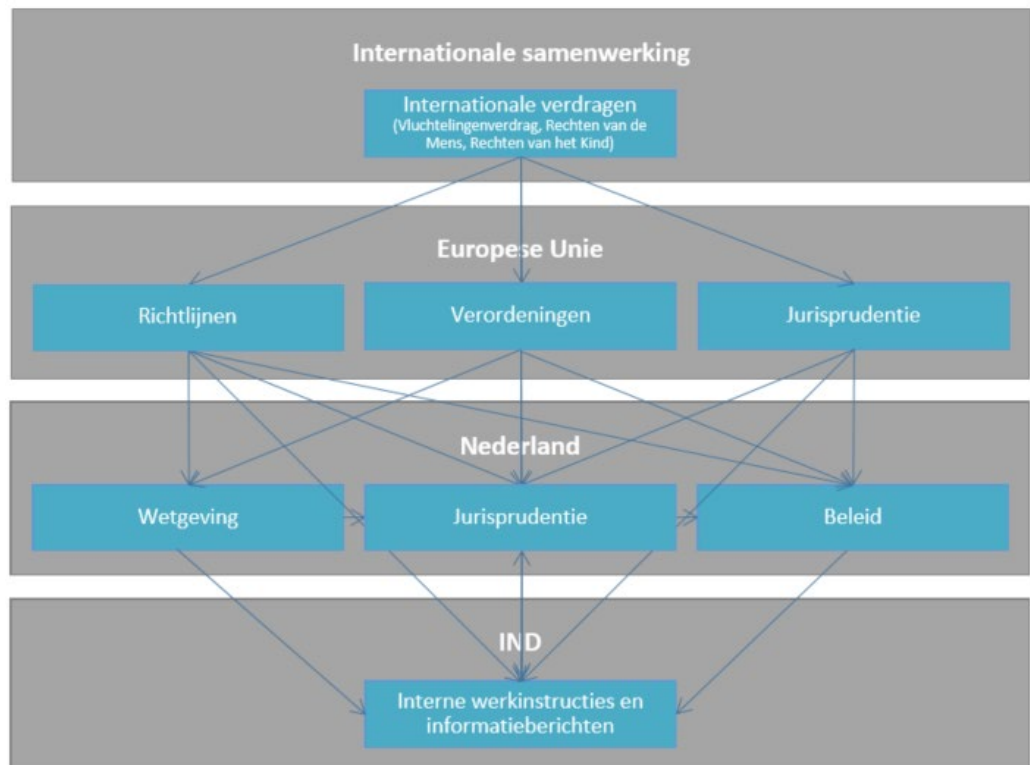 Internationale samenwerking
Internationale verdragen
(Vluchtelingenverdrag, Rechten van de
Mens, Rechten van het Kind)
Europese Unie
Richtlijnen
Verordeningen
Jurisprudentie
Nederland
Wetgeving
Jurisprudentie
Beleid
IND
Interne werkinstructies en
informatieberichten